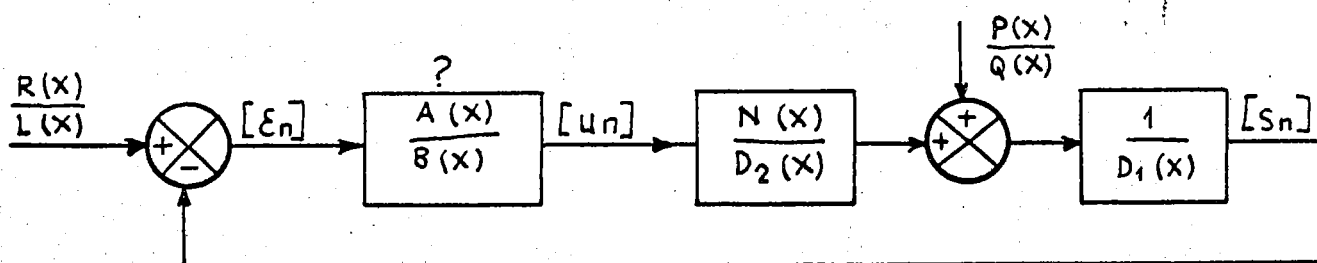 R(X)
L(X)
+
−
[εn]
?
A(X)
B(X)
[un]
N(X)
D₂(X)
P(X)
Q(X)
+
+
1
D₁(X)
[Sn]